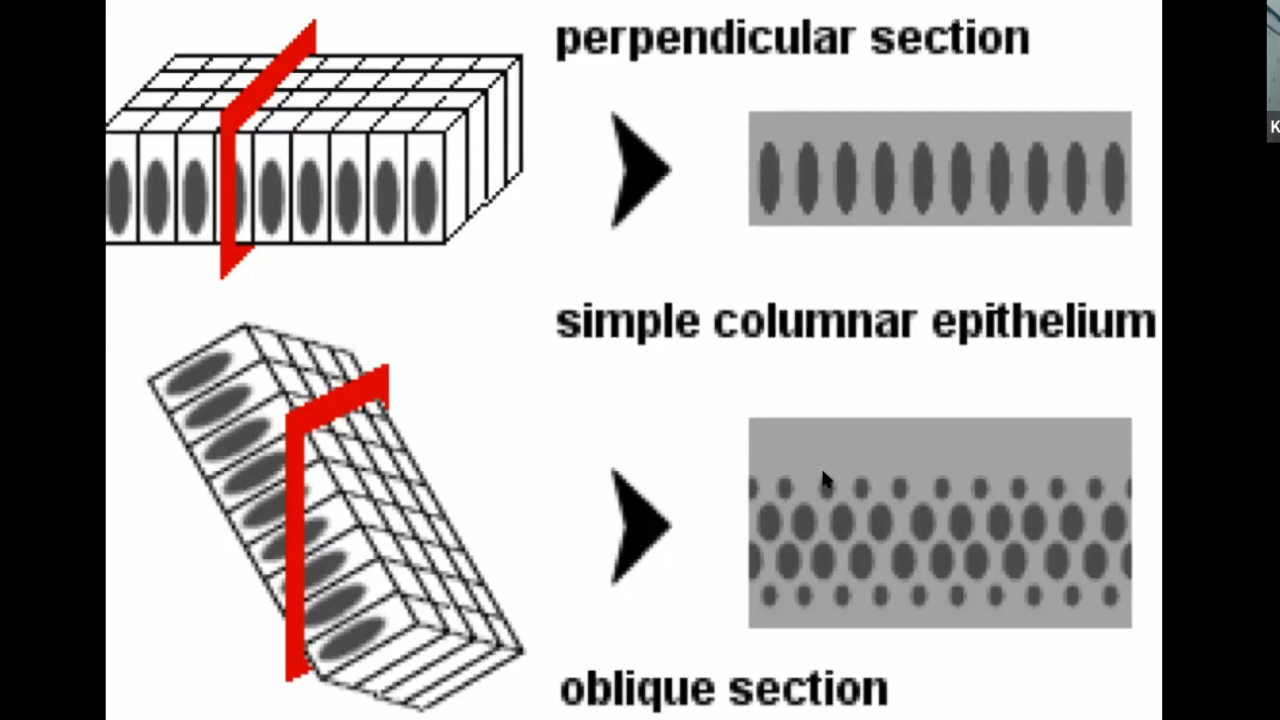 perpendicular section
simple columnar epithelium
oblique section
K